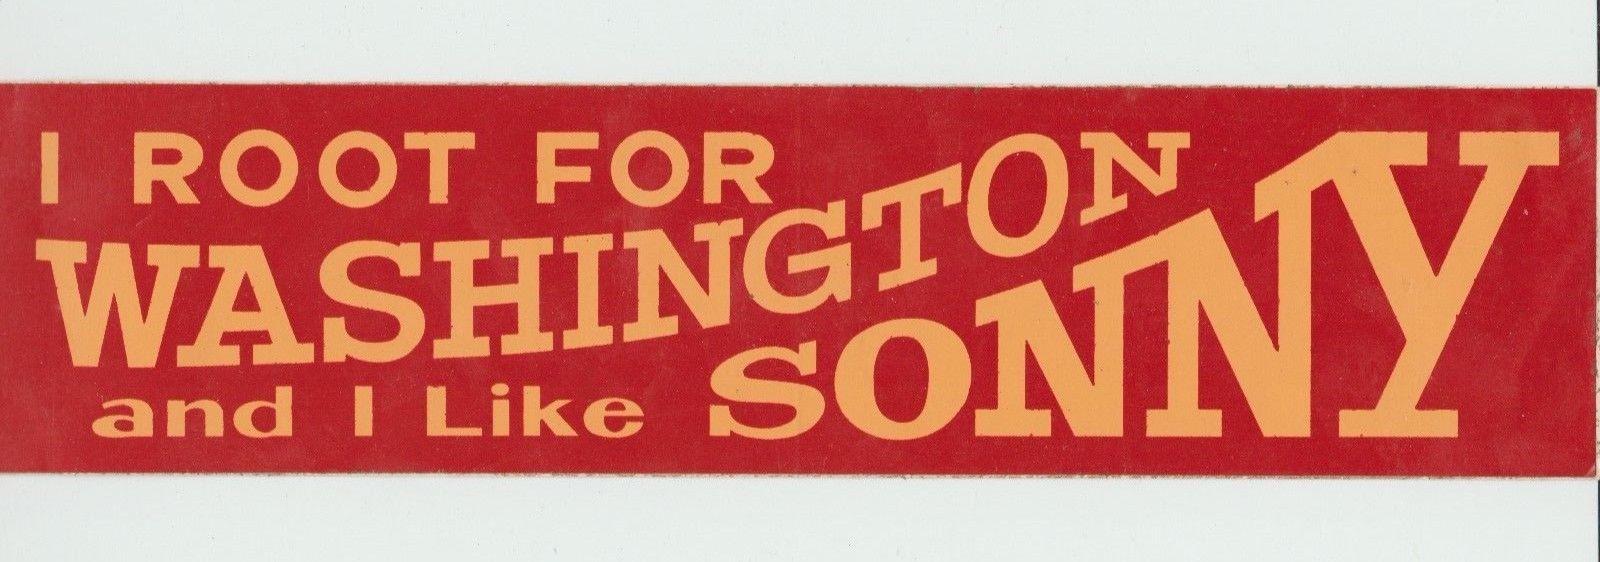 I ROOT FOR
WASHINGTON
and I Like SONNY